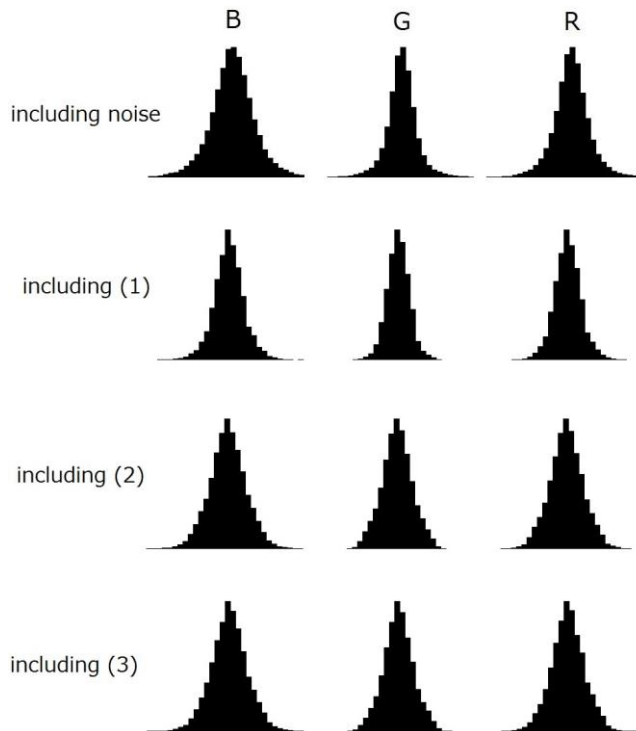 B G R
including noise
including (1)
including (2)
including (3)